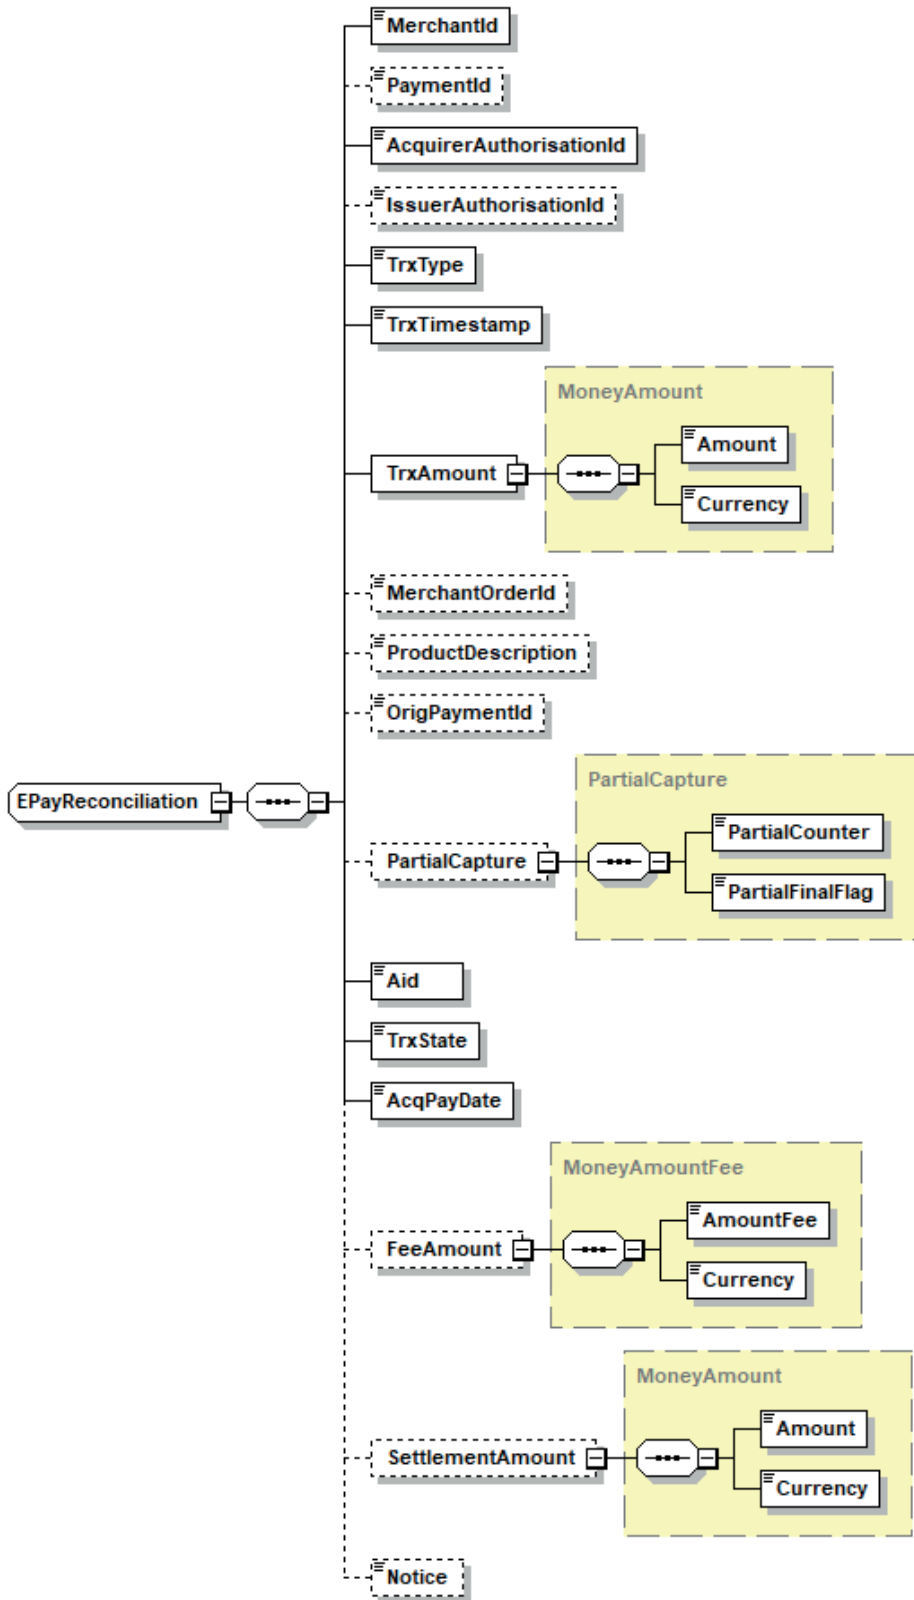 MerchantId
PaymentId
AcquirerAuthorisationId
IssuerAuthorisationId
TrxType
TrxTimestamp
MoneyAmount
Amount
TrxAmount
Currency
MerchantOrderId
ProductDescription
OrigPaymentId
PartialCapture
EPayReconciliation
PartialCounter
PartialCapture
PartialFinalFlag
Aid
TrxState
AcqPayDate
MoneyAmountFee
AmountFee
FeeAmount
Currency
MoneyAmount
Amount
SettlementAmount
Currency
Notice